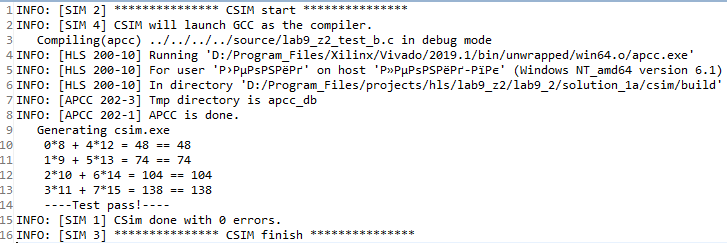 1 INFO: [SIM 2] *************** CSIM start ***************
2 INFO: [SIM 4] CSIM will launch GCC as the compiler.
3    Compiling(apcc) ../../../../source/lab9_z2_test_b.c in debug mode
4 INFO: [HLS 200-10] Running 'D:/Program_Files/Xilinx/Vivado/2019.1/bin/unwrapped/win64.o/apcc.exe'
5 INFO: [HLS 200-10] For user 'Р»РµРѕРЅРёРґ' on host 'Р»РµРѕРЅРёРґ-РїРє' (Windows NT_amd64 version 6.1)
6 INFO: [HLS 200-10] In directory 'D:/Program_Files/projects/hls/lab9_z2/lab9_2/solution_1a/csim/build'
7 INFO: [APCC 202-3] Tmp directory is apcc_db
8 INFO: [APCC 202-1] APCC is done.
9    Generating csim.exe
10     0*8 + 4*12 = 48 == 48
11     1*9 + 5*13 = 74 == 74
12     2*10 + 6*14 = 104 == 104
13     3*11 + 7*15 = 138 == 138
14     ----Test pass!----
15 INFO: [SIM 1] CSim done with 0 errors.
16 INFO: [SIM 3] *************** CSIM finish ***************